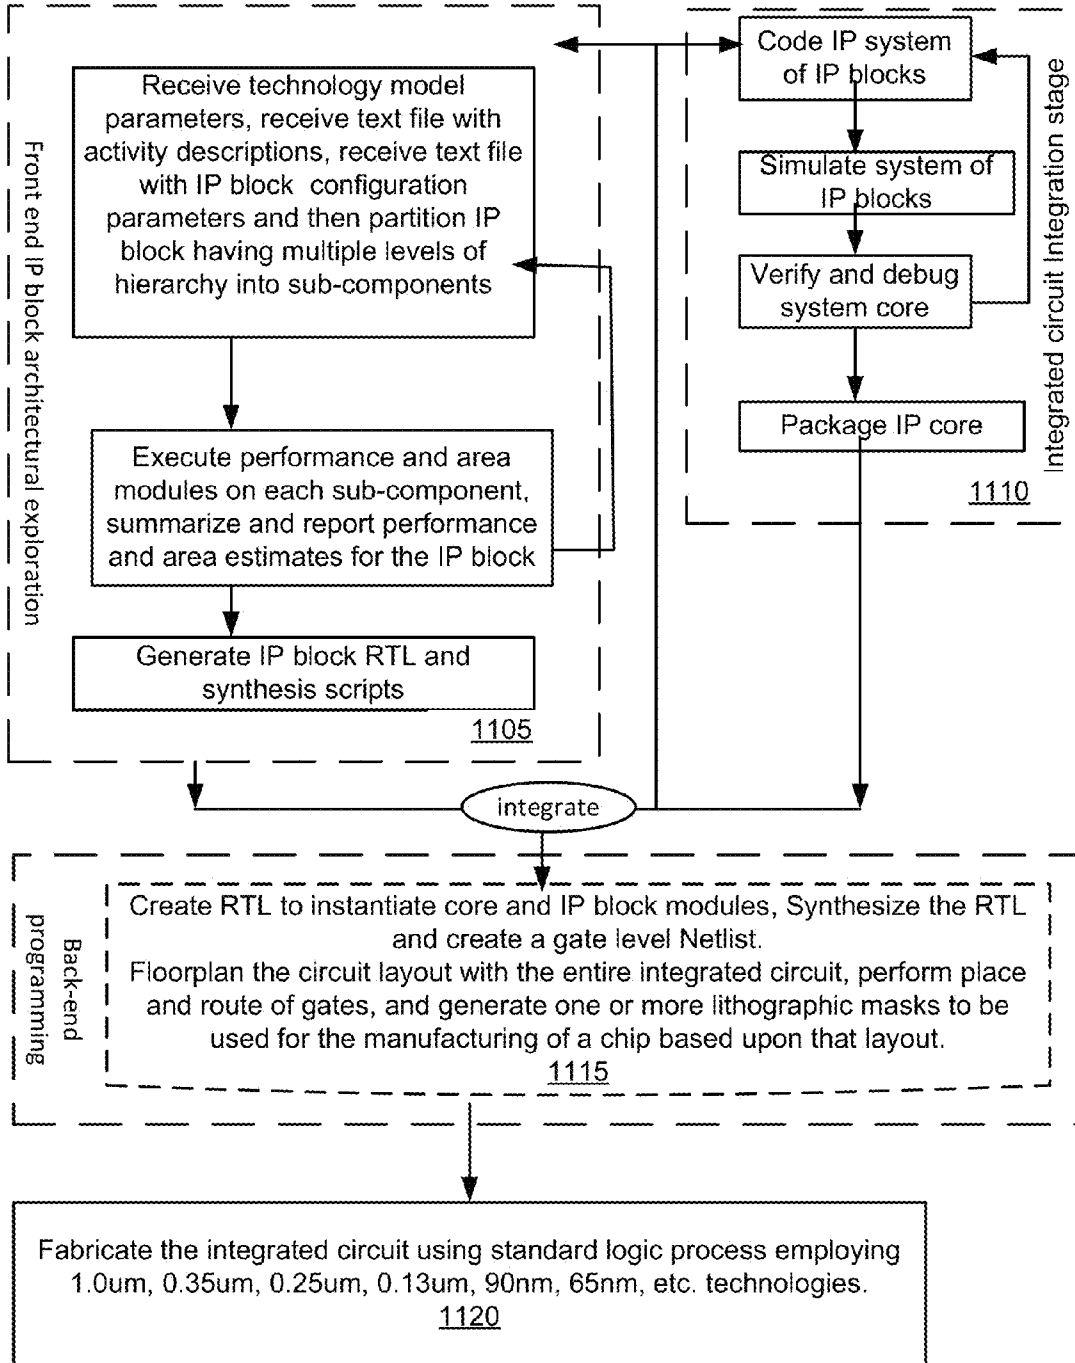 Front end IP block architectural exploration
Receive technology model
parameters, receive text file with
activity descriptions, receive text file
with IP block configuration
parameters and then partition IP
block having multiple levels of
hierarchy into sub-components
Execute performance and area
modules on each sub-component,
summarize and report performance
and area estimates for the IP block
Generate IP block RTL and
synthesis scripts
1105
Code IP system
of IP blocks
Simulate system of
IP blocks
Verify and debug
system core
Package IP core
1110
Integrated circuit Integration stage
integrate
Back-end
programming
Create RTL to instantiate core and IP block modules, Synthesize the RTL
and create a gate level Netlist.
Floorplan the circuit layout with the entire integrated circuit, perform place
and route of gates, and generate one or more lithographic masks to be
used for the manufacturing of a chip based upon that layout.
1115
Fabricate the integrated circuit using standard logic process employing
1.0um, 0.35um, 0.25um, 0.13um, 90nm, 65nm, etc. technologies.
1120